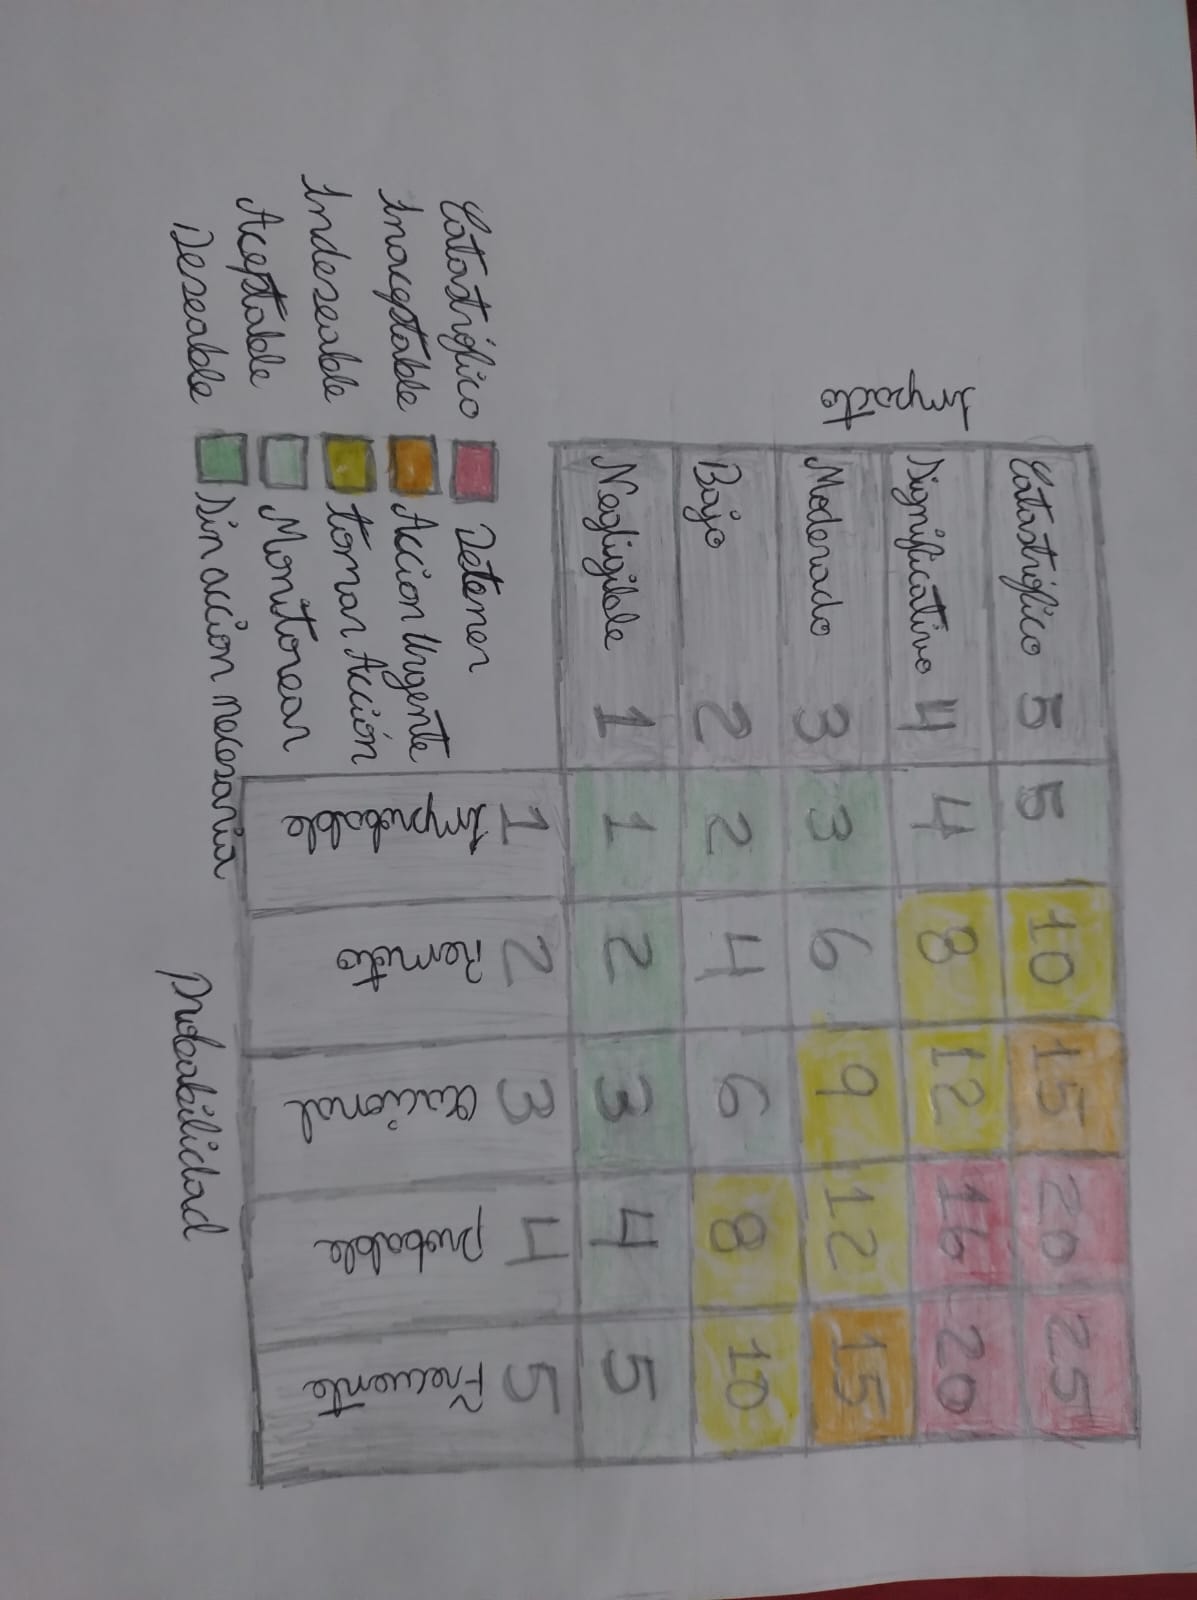 Impacto
Catastrófico 5 5 10 15 20 25
Significativo 4 4 8 12 16 20
Moderado 3 3 6 9 12 15
Bajo 2 2 4 6 8 10
Negligible 1 1 2 3 4 5
1 2 3 4 5
Improbable Remoto Ocacional Probable Frecuente
Probabilidad
Catastrófico Detener
Inaceptable Accion Urgente
Indeseable tomar Acción
Aceptable Monitorear
Deseable Sin accion necesaria